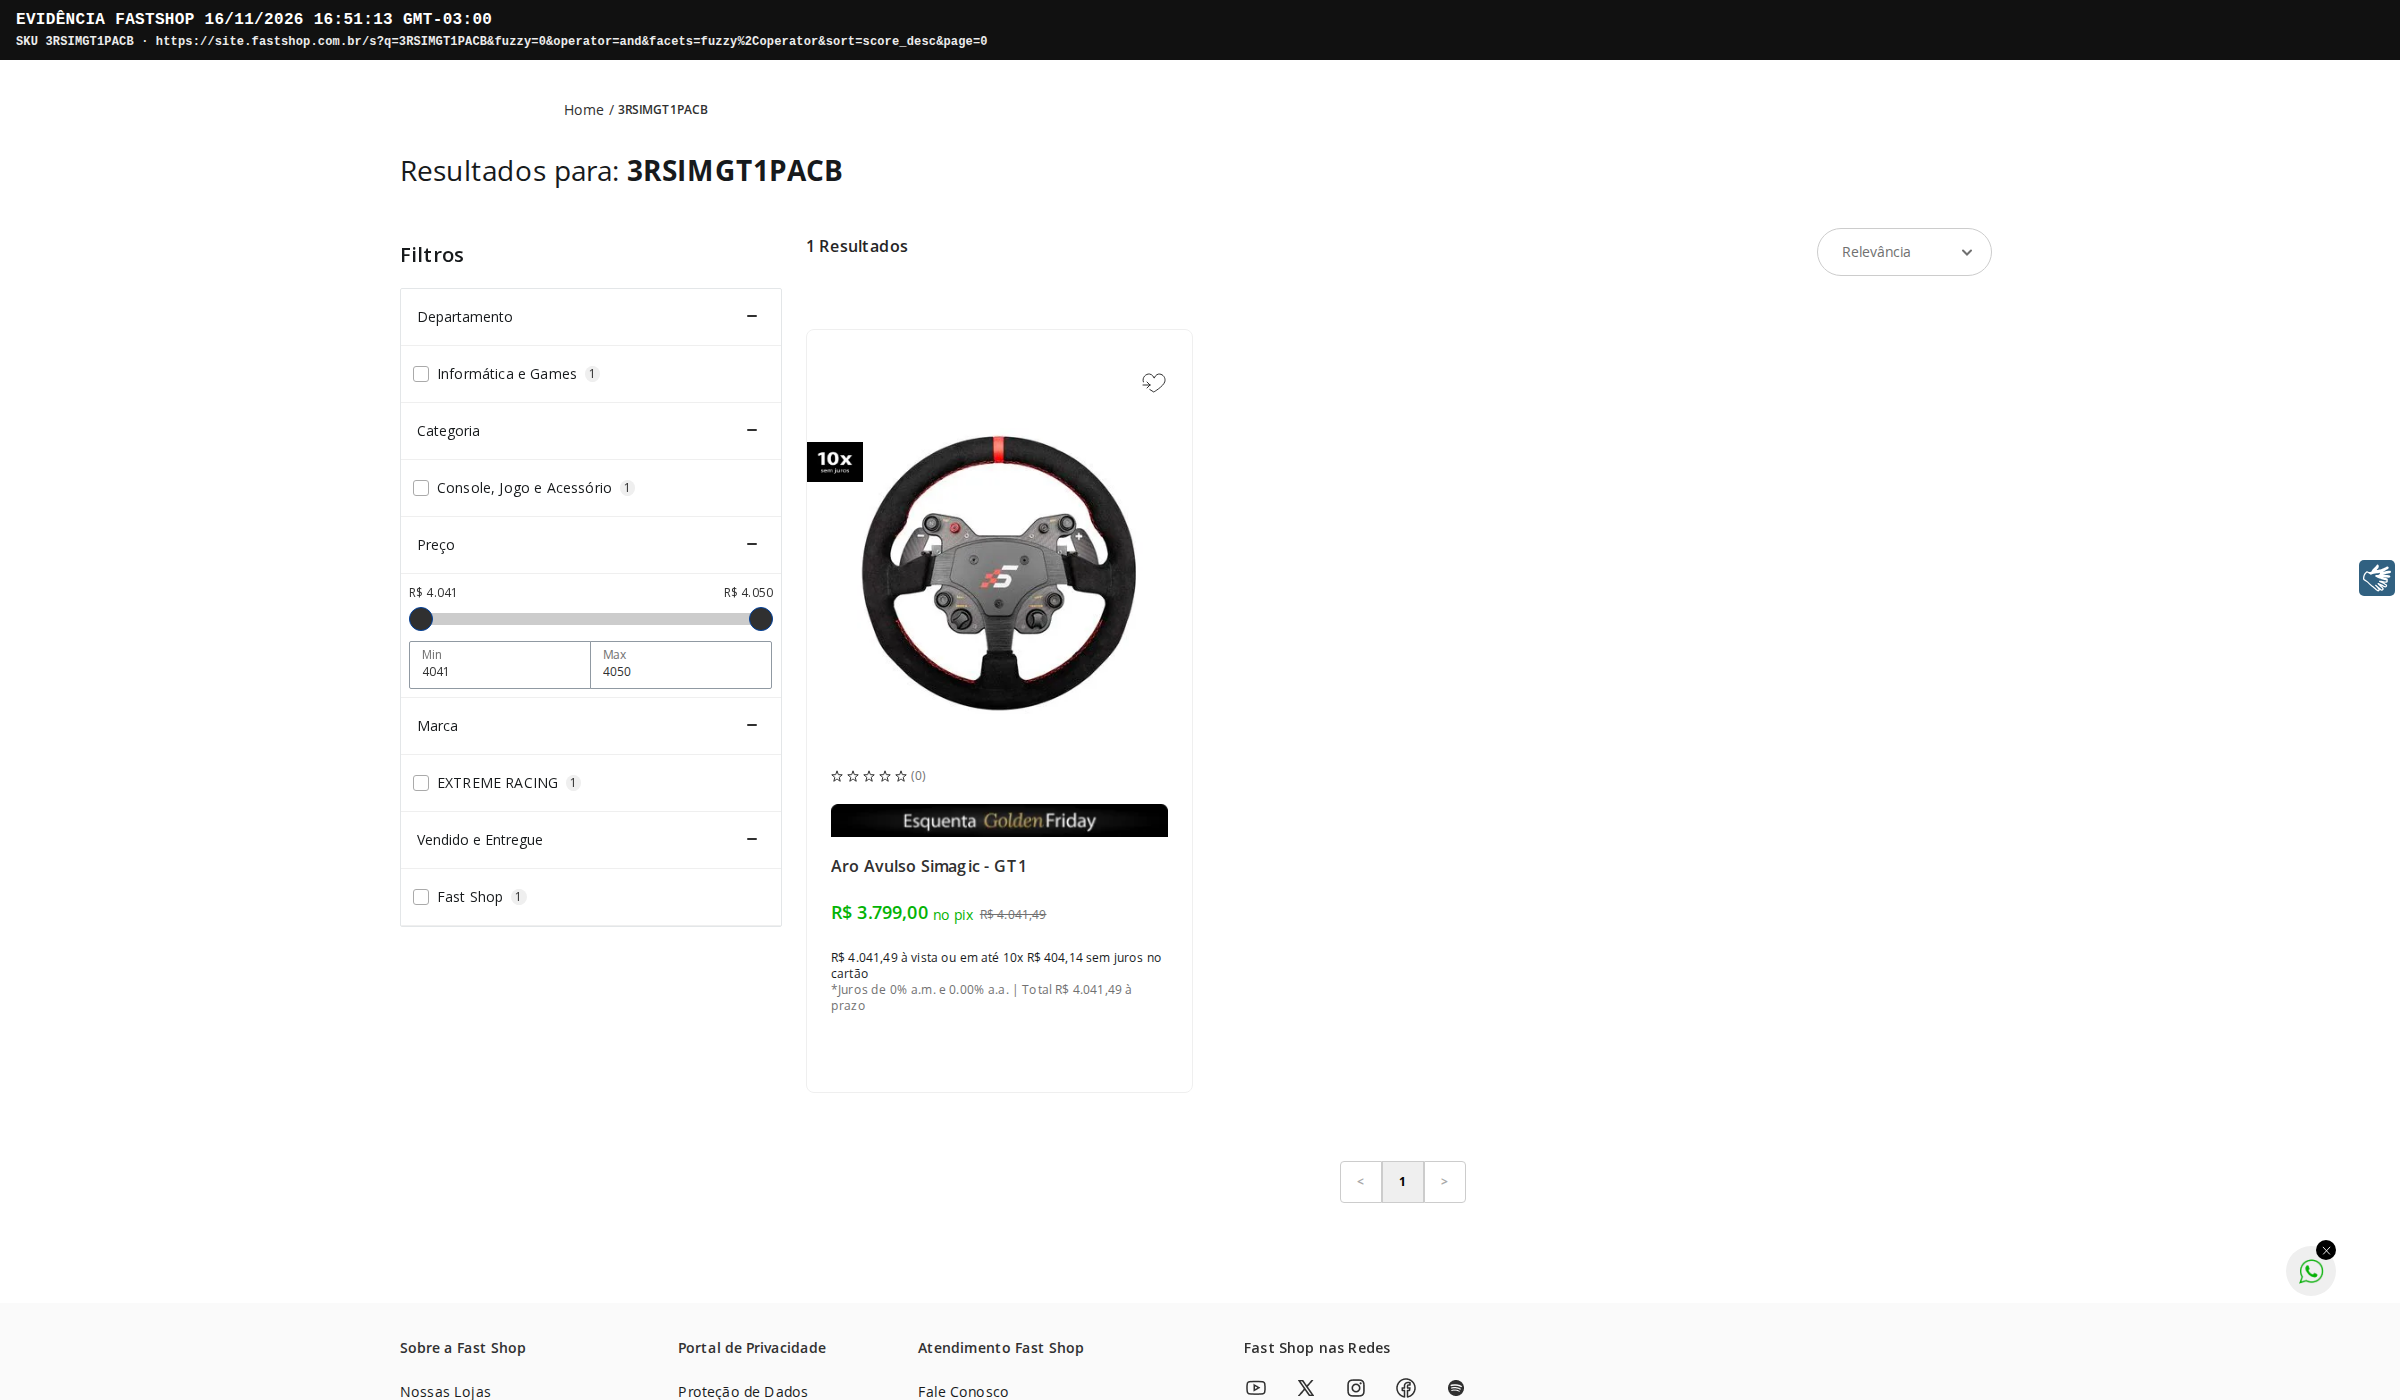 EVIDÊNCIA FASTSHOP 16/11/2026 16:51:13 GMT-03:00
SKU 3RSIMGT1PACB · https://site.fastshop.com.br/s?q=3RSIMGT1PACB&fuzzy=0&operator=and&facets=fuzzy%2Coperator&sort=score_desc&page=0
Home / 3RSIMGT1PACB
Resultados para: 3RSIMGT1PACB
Filtros
1 Resultados
Relevância
Departamento
Informática e Games 1
Categoria
Console, Jogo e Acessório 1
Preço
R$ 4.041 R$ 4.050
Min Max
4041 4050
Marca
EXTREME RACING 1
Vendido e Entregue
Fast Shop 1
10x
sem juros
(0)
Esquenta Golden Friday
Aro Avulso Simagic - GT1
R$ 3.799,00 no pix R$ 4.041,49
R$ 4.041,49 à vista ou em até 10x R$ 404,14 sem juros no
cartão
*Juros de 0% a.m. e 0.00% a.a. | Total R$ 4.041,49 à
prazo
< 1 >
Sobre a Fast Shop Portal de Privacidade Atendimento Fast Shop Fast Shop nas Redes
Nossas Lojas Proteção de Dados Fale Conosco